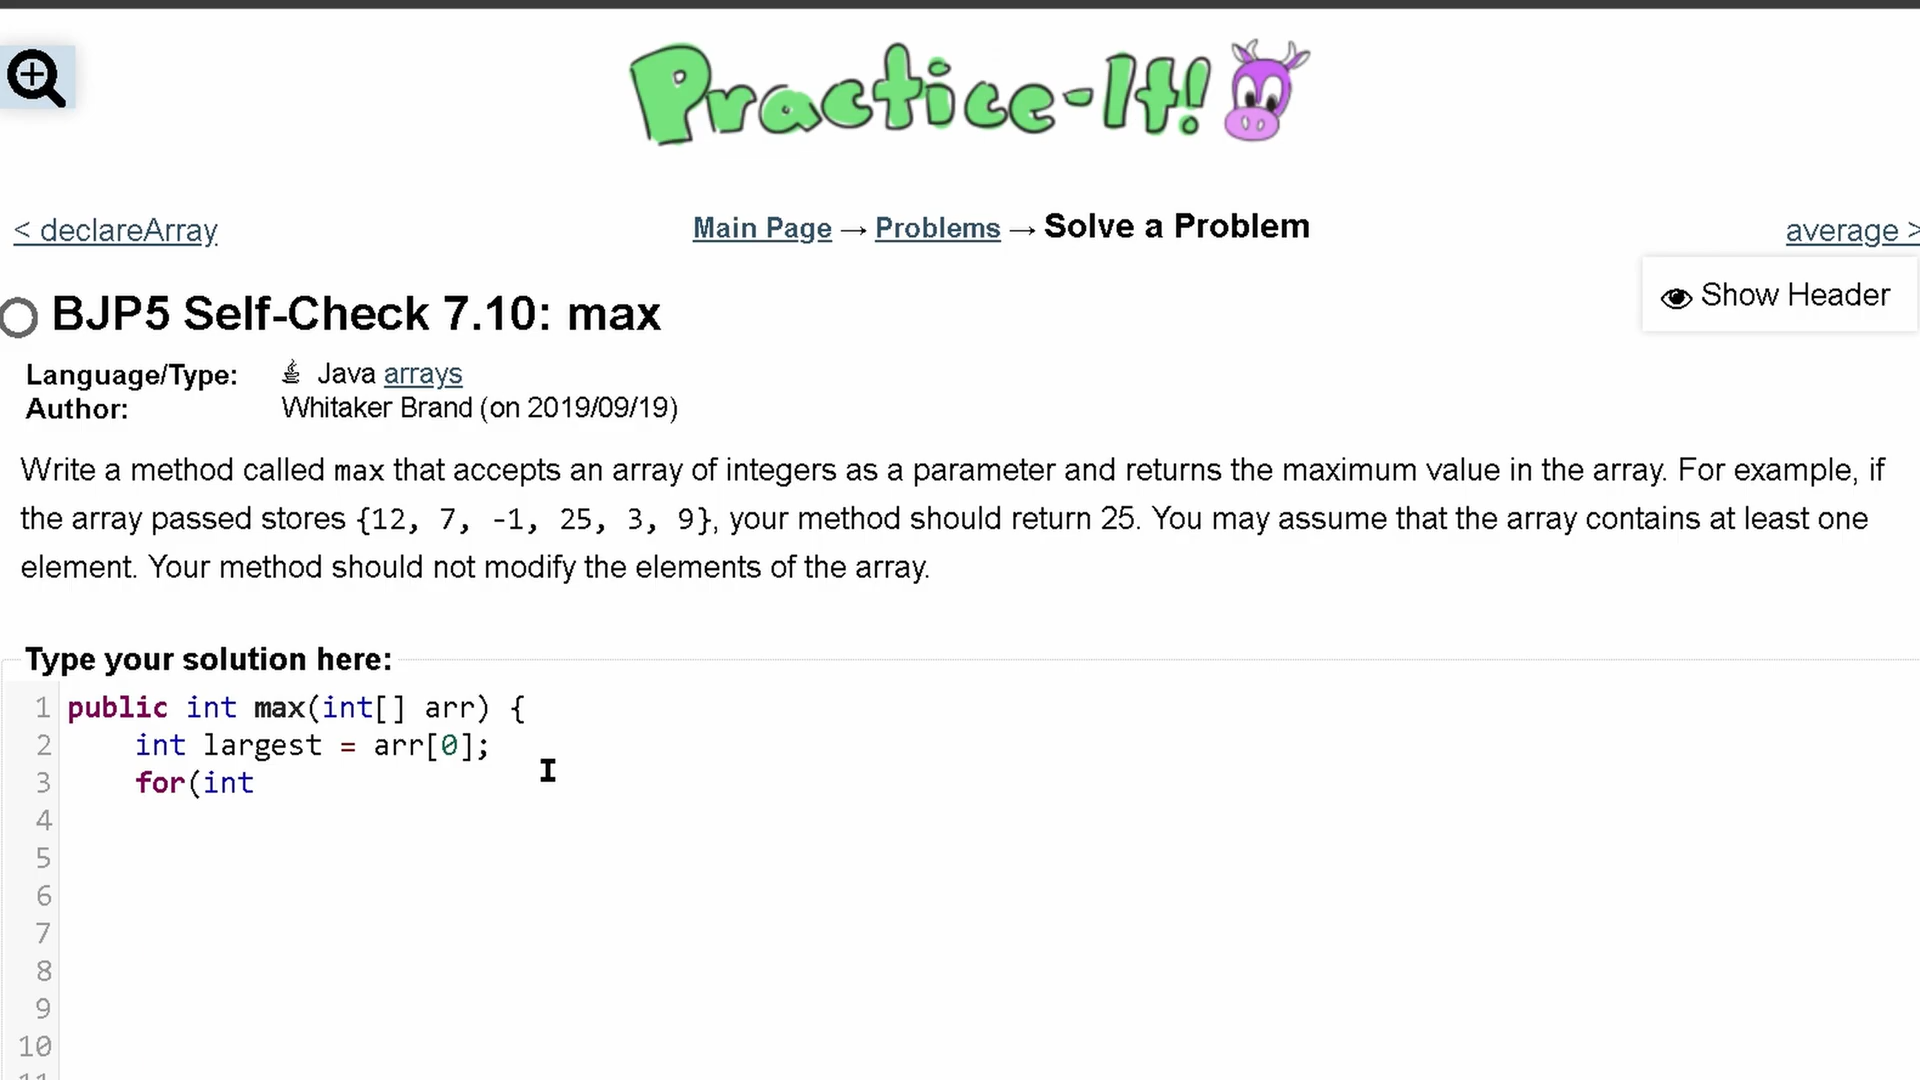 Practice-It!
< declareArray
Main Page → Problems → Solve a Problem
average >
Show Header
BJP5 Self-Check 7.10: max
Language/Type: Java arrays
Author: Whitaker Brand (on 2019/09/19)
Write a method called max that accepts an array of integers as a parameter and returns the maximum value in the array. For example, if
the array passed stores {12, 7, -1, 25, 3, 9}, your method should return 25. You may assume that the array contains at least one
element. Your method should not modify the elements of the array.
Type your solution here:
1 public int max(int[] arr) {
2 int largest = arr[0];
3 for(int
4
5
6
7
8
9
10
11